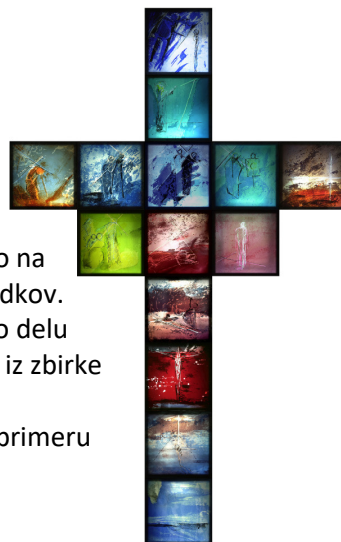 o na
dkov.
o delu
iz zbirke
primeru